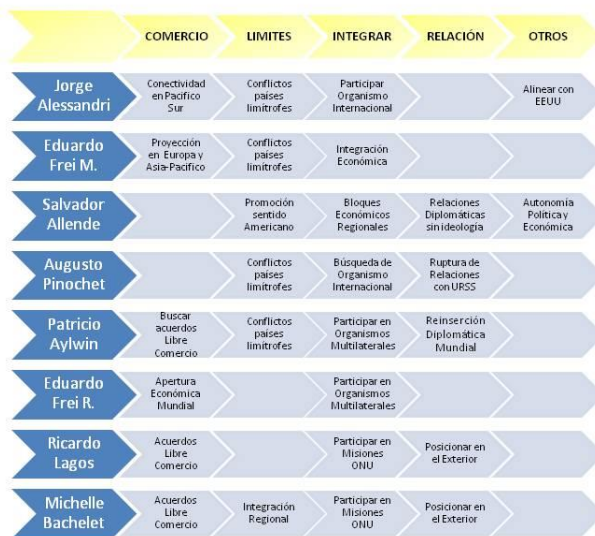 COMERCIO LIMITES INTEGRAR RELACIÓN OTROS
Jorge
Alessandri
Conectividad
en Pacifico
Sur
Conflictos
países
limítrofes
Participar
Organismo
Internacional
Alinear con
EEUU
Eduardo
Frei M.
Proyección
en Europa y
Asia-Pacifico
Conflictos
países
limítrofes
Integración
Económica
Salvador
Allende
Promoción
sentido
Americano
Bloques
Económicos
Regionales
Relaciones
Diplomáticas
sin ideología
Autonomía
Política y
Económica
Augusto
Pinochet
Conflictos
países
limítrofes
Búsqueda de
Organismo
Internacional
Ruptura de
Relaciones
con URSS
Patricio
Aylwin
Buscar
acuerdos
Libre
Comercio
Conflictos
países
limítrofes
Participar en
Organismos
Multilaterales
Reinserción
Diplomática
Mundial
Eduardo
Frei R.
Apertura
Económica
Mundial
Participar en
Organismos
Multilaterales
Ricardo
Lagos
Acuerdos
Libre
Comercio
Participar en
Misiones
ONU
Posicionar en
el Exterior
Michelle
Bachelet
Acuerdos
Libre
Comercio
Integración
Regional
Participar en
Misiones
ONU
Posicionar en
el Exterior